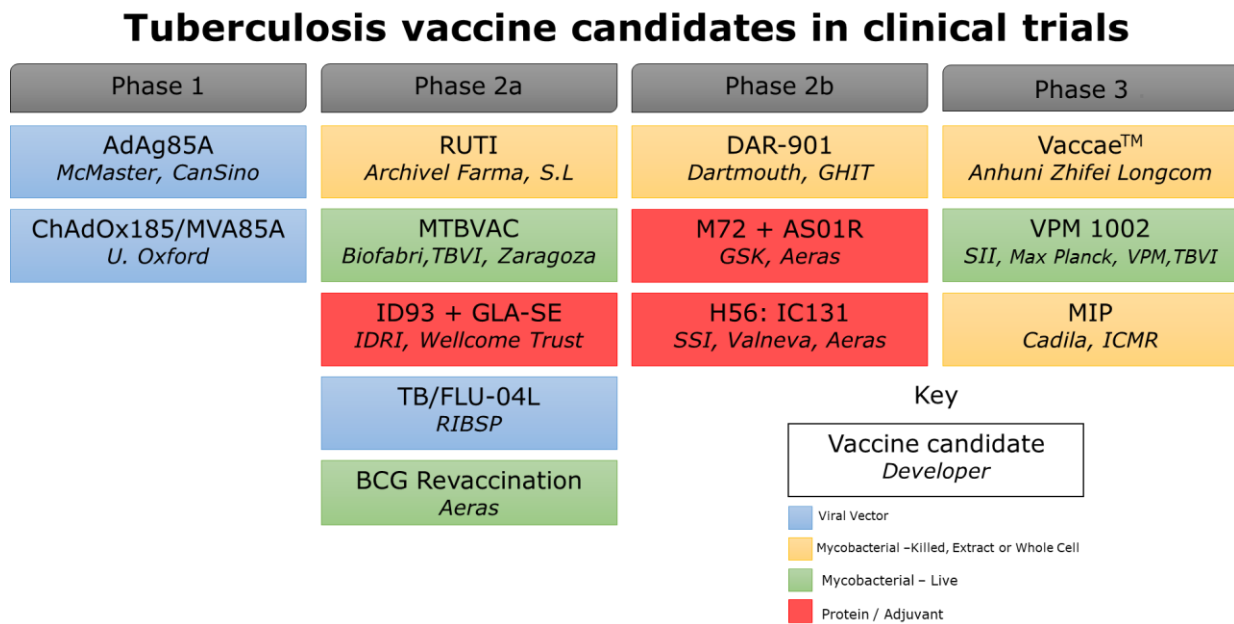 Tuberculosis vaccine candidates in clinical trials
Phase 1
AdAg85A
McMaster, CanSino
ChAdOx185/MVA85A
U. Oxford
Phase 2a
RUTI
Archivel Farma, S.L
MTBVAC
Biofabri,TBVI, Zaragoza
ID93 + GLA-SE
IDRI, Wellcome Trust
TB/FLU-04L
RIBSP
BCG Revaccination
Aeras
Phase 2b
DAR-901
Dartmouth, GHIT
M72 + AS01R
GSK, Aeras
H56: IC131
SSI, Valneva, Aeras
Phase 3
Vaccae™
Anhuni Zhifei Longcom
VPM 1002
SII, Max Planck, VPM,TBVI
MIP
Cadila, ICMR
Key
Vaccine candidate
Developer
Viral Vector
Mycobacterial –Killed, Extract or Whole Cell
Mycobacterial – Live
Protein / Adjuvant